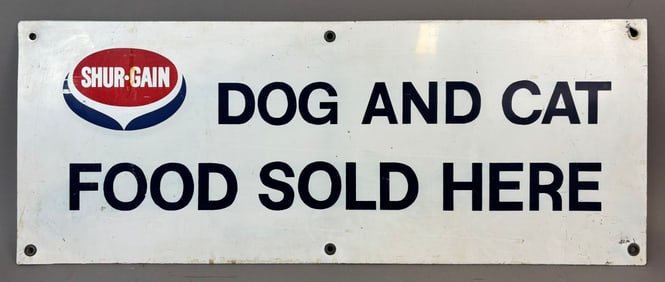 SHUR·GAIN
DOG AND CAT
FOOD SOLD HERE